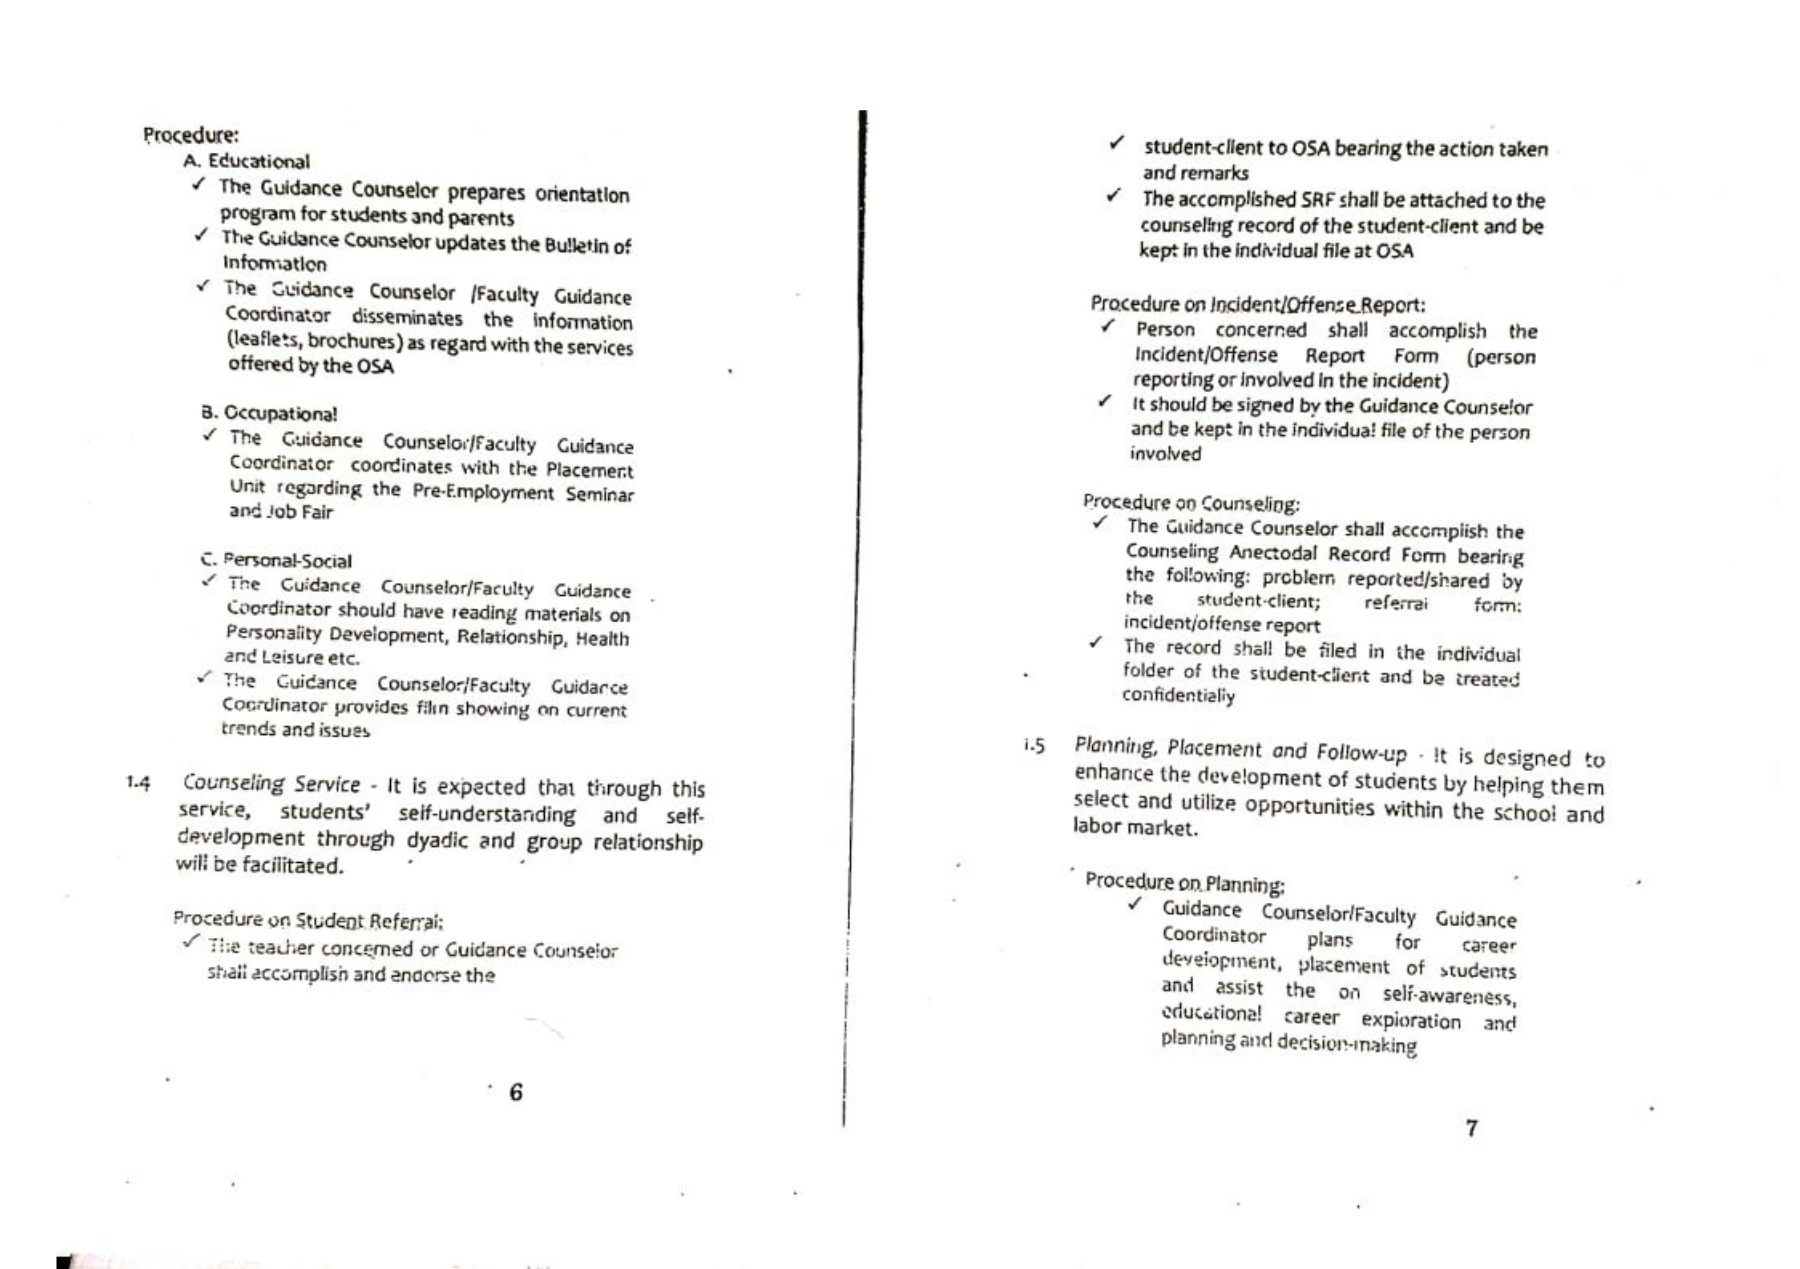 Procedure:
A. Educational
✓ The Guidance Counselor prepares orientation
program for students and parents
✓ The Guidance Counselor updates the Bulletin of
Information
✓ The Guidance Counselor /Faculty Guidance
Coordinator disseminates the information
(leaflets, brochures) as regard with the services
offered by the OSA
B. Occupational
✓ The Guidance Counselor/Faculty Guidance
Coordinator coordinates with the Placement
Unit regarding the Pre-Employment Seminar
and Job Fair
C. Personal-Social
✓ The Guidance Counselor/Faculty Guidance
Coordinator should have reading materials on
Personality Development, Relationship, Health
and Leisure etc.
✓ The Guidance Counselor/Faculty Guidance
Coordinator provides film showing on current
trends and issues
1.4 Counseling Service - It is expected that through this
service, students' self-understanding and self-
development through dyadic and group relationship
will be facilitated.
Procedure on Student Referral:
✓ The teacher concerned or Guidance Counselor
shall accomplish and endorse the
6
✓ student-client to OSA bearing the action taken
and remarks
✓ The accomplished SRF shall be attached to the
counseling record of the student-client and be
kept in the individual file at OSA
Procedure on Incident/Offense Report:
✓ Person concerned shall accomplish the
Incident/Offense Report Form (person
reporting or involved in the incident)
✓ It should be signed by the Guidance Counselor
and be kept in the individual file of the person
involved
Procedure on Counseling:
✓ The Guidance Counselor shall accomplish the
Counseling Anectodal Record Form bearing
the following: problem reported/shared by
the student-client; referral form;
incident/offense report
✓ The record shall be filed in the individual
folder of the student-client and be treated
confidentially
1.5 Planning, Placement and Follow-up - It is designed to
enhance the development of students by helping them
select and utilize opportunities within the school and
labor market.
Procedure on Planning:
✓ Guidance Counselor/Faculty Guidance
Coordinator plans for career
development, placement of students
and assist the on self-awareness,
educational career exploration and
planning and decision-making
7